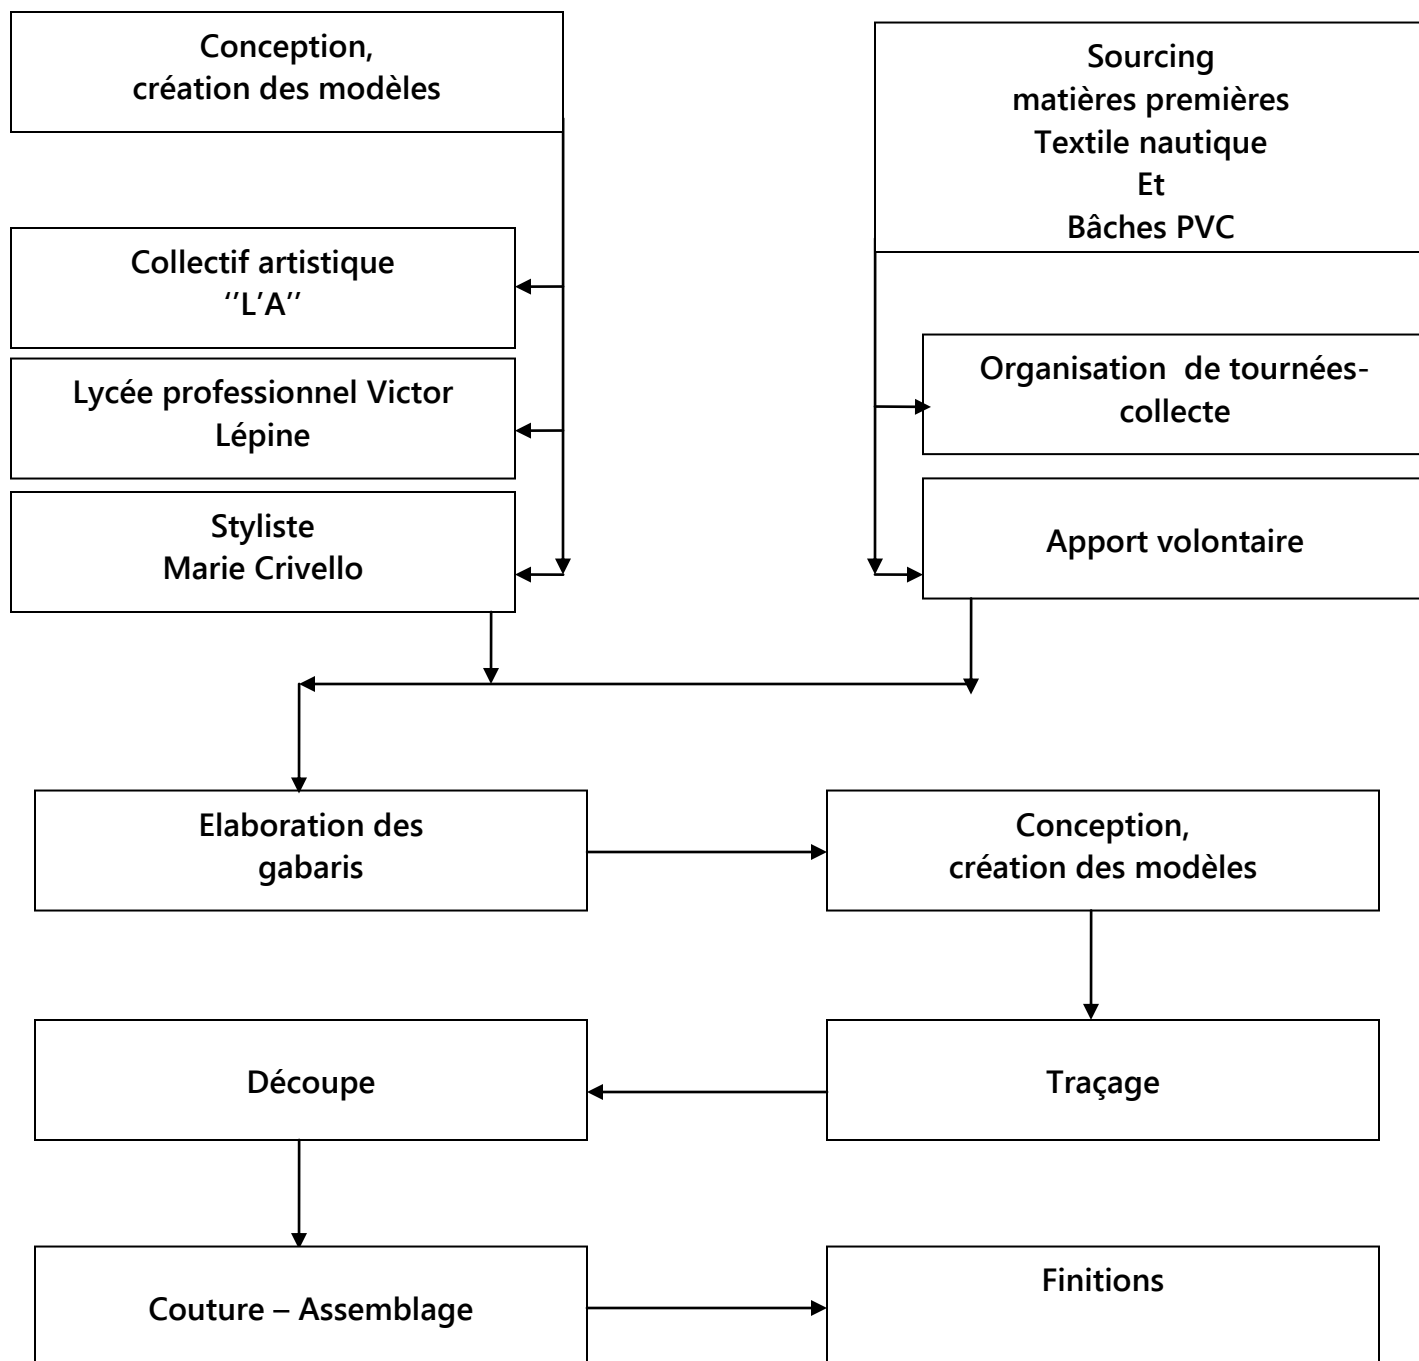 Conception,
création des modèles
Sourcing
matières premières
Textile nautique
Et
Bâches PVC
Collectif artistique
‘’L’A’’
Lycée professionnel Victor
Lépine
Styliste
Marie Crivello
Organisation  de tournées-
collecte
Apport volontaire
Elaboration des
gabaris
Conception,
création des modèles
Découpe
Traçage
Couture – Assemblage
Finitions